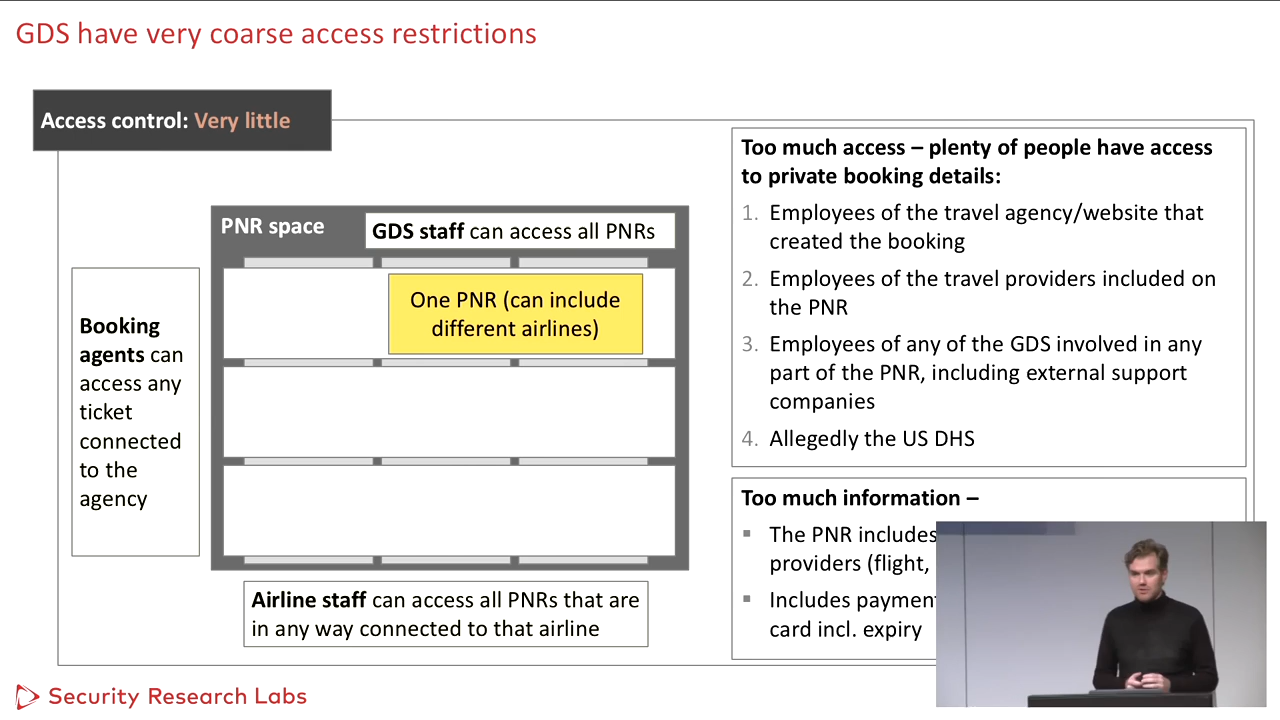 GDS have very coarse access restrictions
Access control: Very little
PNR space
GDS staff can access all PNRs
One PNR (can include
different airlines)
Booking
agents can
access any
ticket
connected
to the
agency
Airline staff can access all PNRs that are
in any way connected to that airline
Too much access – plenty of people have access
to private booking details:
1. Employees of the travel agency/website that
created the booking
2. Employees of the travel providers included on
the PNR
3. Employees of any of the GDS involved in any
part of the PNR, including external support
companies
4. Allegedly the US DHS
Too much information –
▪ The PNR includes
providers (flight,
▪ Includes payment
card incl. expiry
Security Research Labs